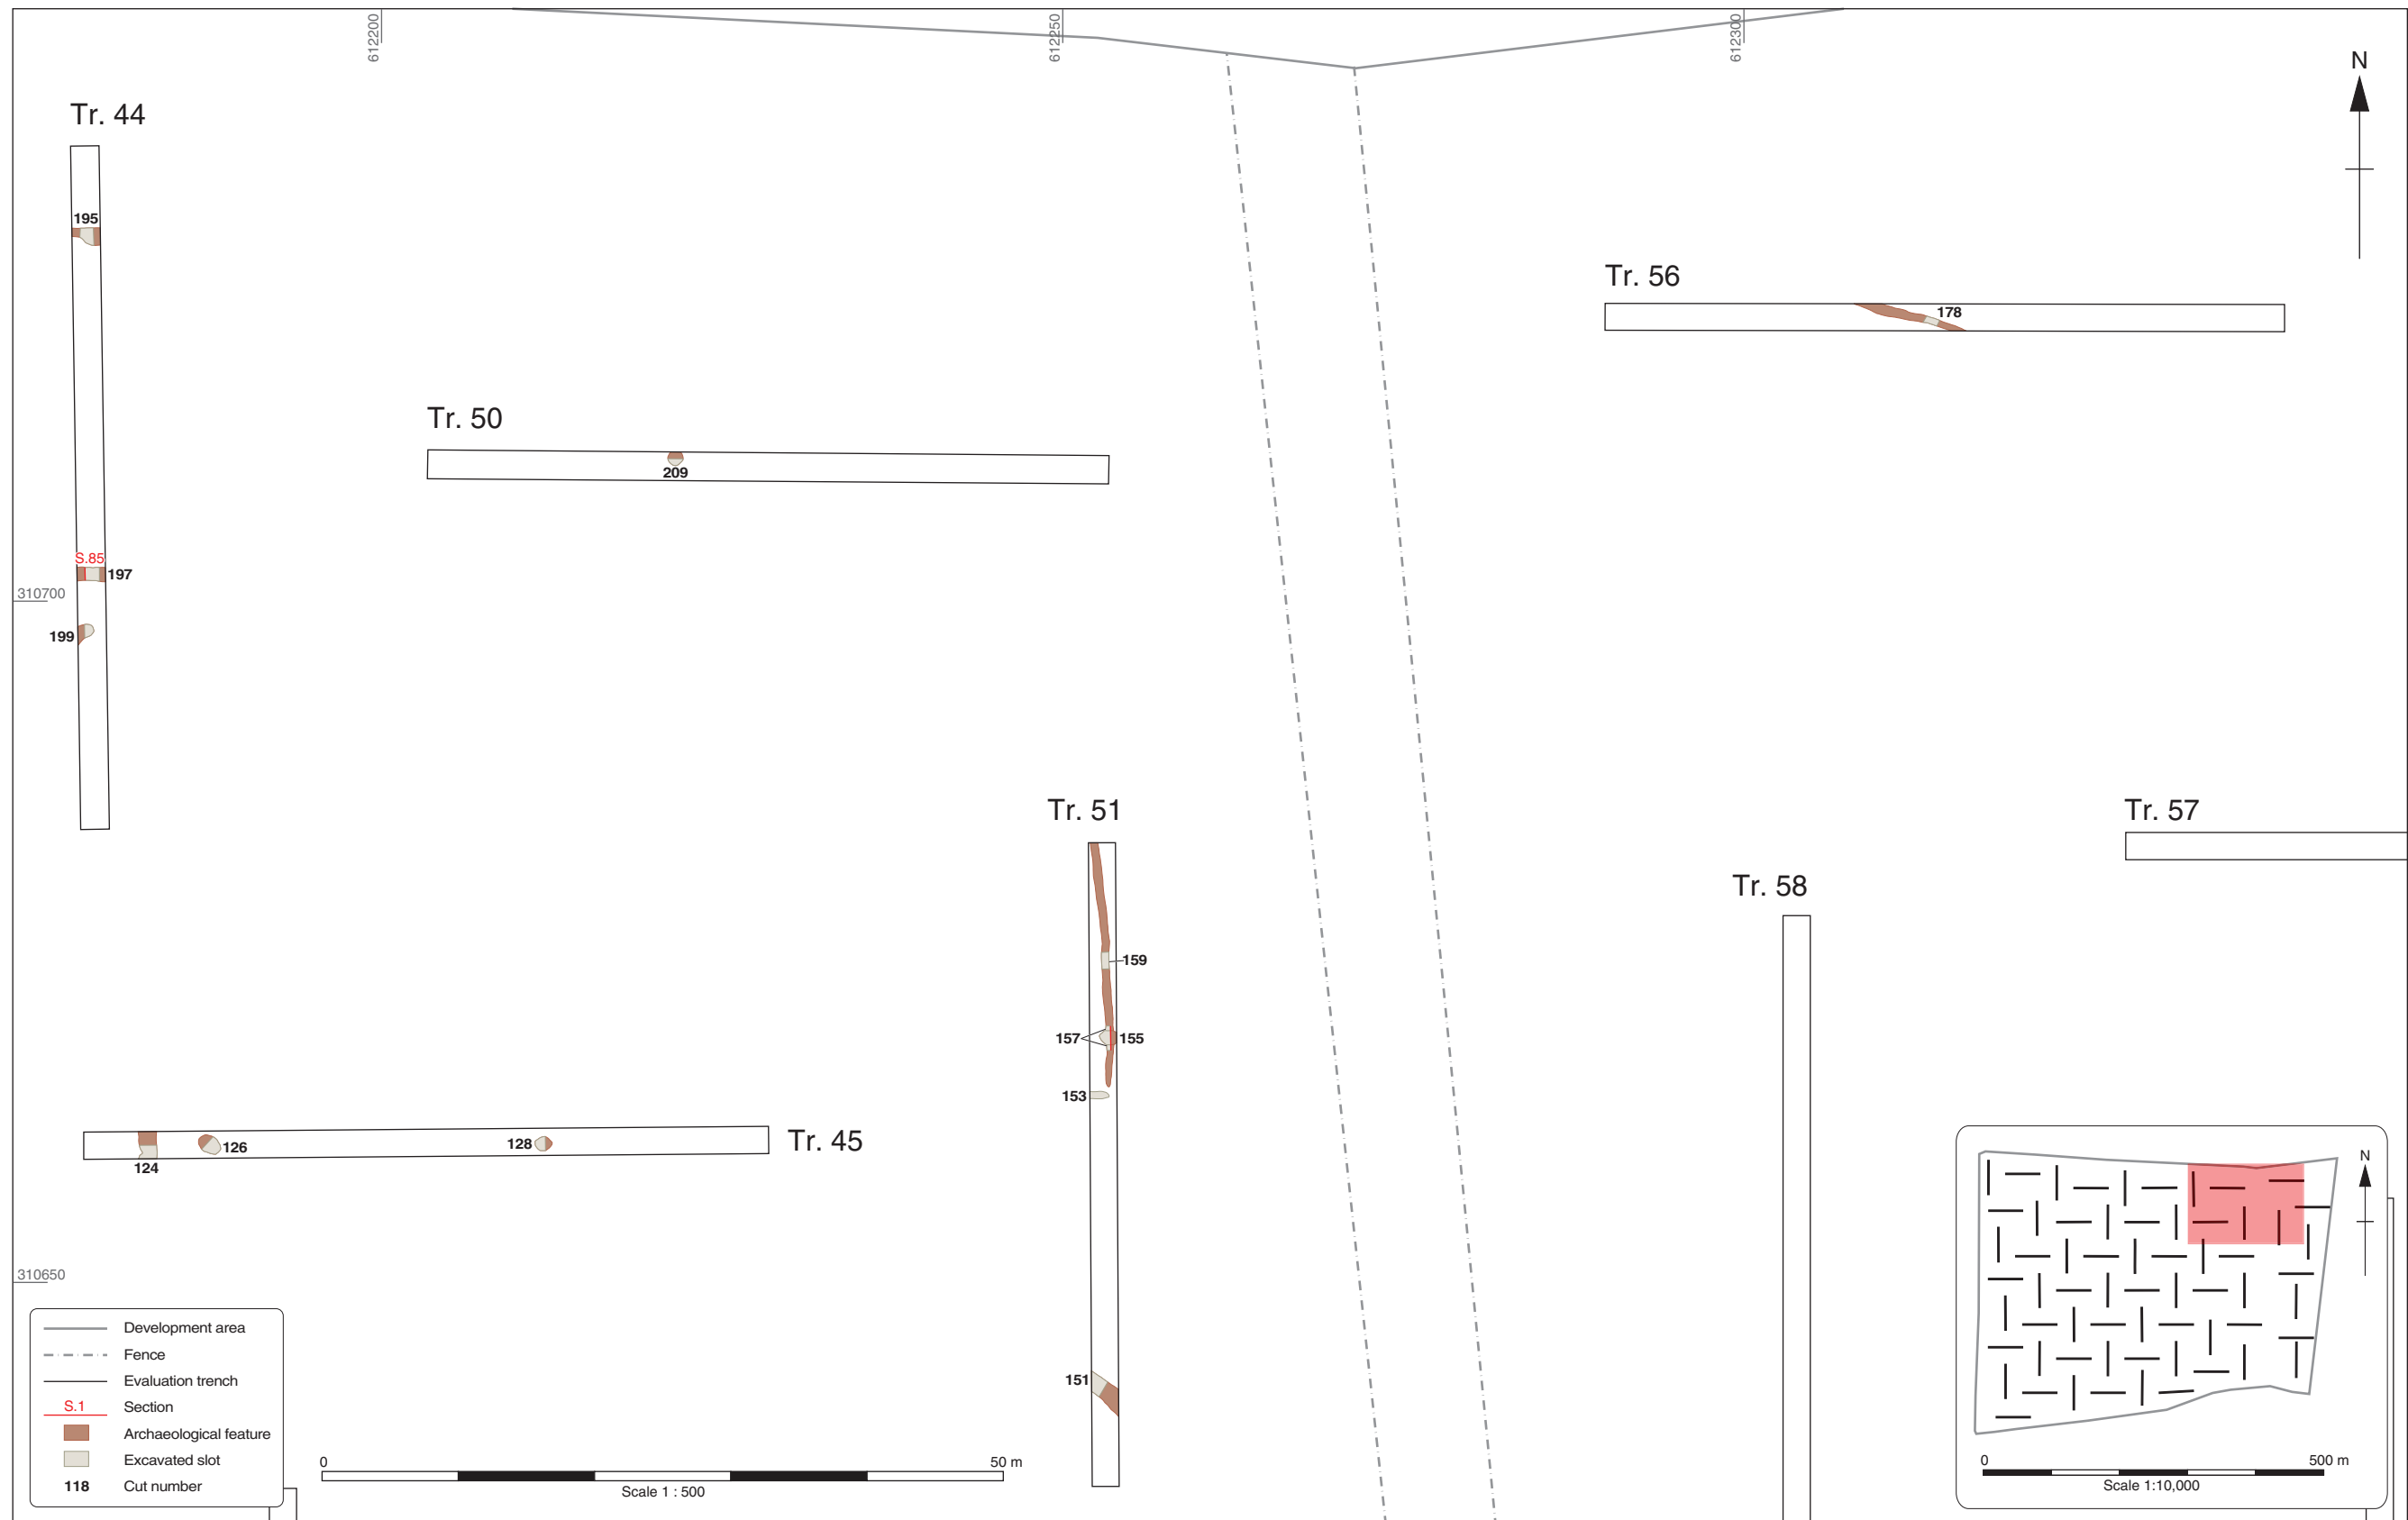 612200
612250
612300
N
Tr. 44
195
Tr. 56
178
Tr. 50
209
S.85
197
310700
199
Tr. 51
Tr. 57
Tr. 58
159
157
155
153
Tr. 45
124
126
128
310650
151
Development area
Fence
Evaluation trench
S.1 Section
Archaeological feature
Excavated slot
118 Cut number
0 50 m
Scale 1 : 500
N
0 500 m
Scale 1:10,000